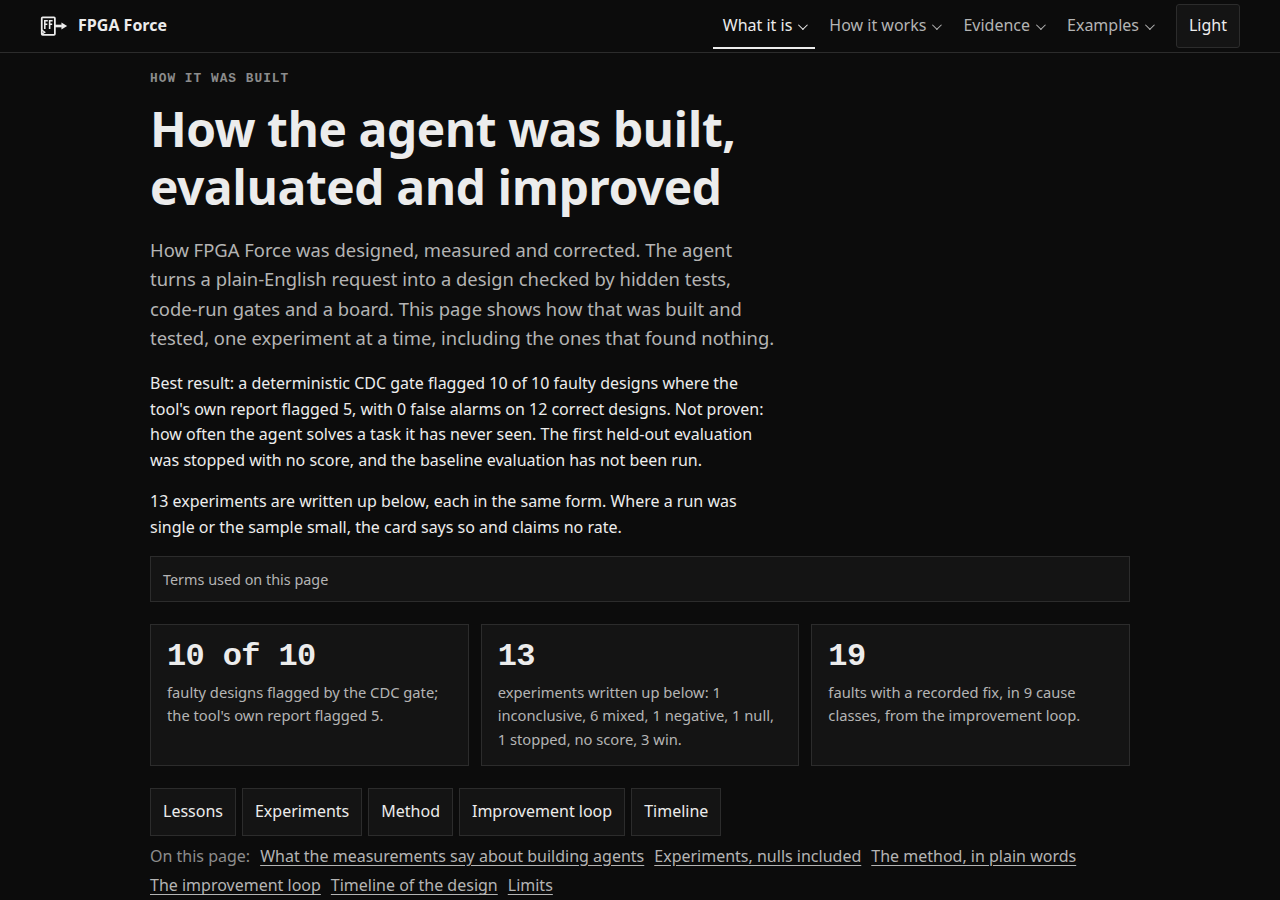 FPGA Force
What it is
How it works
Evidence
Examples
Light
HOW IT WAS BUILT
How the agent was built,
evaluated and improved
How FPGA Force was designed, measured and corrected. The agent
turns a plain-English request into a design checked by hidden tests,
code-run gates and a board. This page shows how that was built and
tested, one experiment at a time, including the ones that found nothing.
Best result: a deterministic CDC gate flagged 10 of 10 faulty designs where the
tool's own report flagged 5, with 0 false alarms on 12 correct designs. Not proven:
how often the agent solves a task it has never seen. The first held-out evaluation
was stopped with no score, and the baseline evaluation has not been run.
13 experiments are written up below, each in the same form. Where a run was
single or the sample small, the card says so and claims no rate.
Terms used on this page
10 of 10
faulty designs flagged by the CDC gate;
the tool's own report flagged 5.
13
experiments written up below: 1
inconclusive, 6 mixed, 1 negative, 1 null,
1 stopped, no score, 3 win.
19
faults with a recorded fix, in 9 cause
classes, from the improvement loop.
Lessons
Experiments
Method
Improvement loop
Timeline
On this page: What the measurements say about building agents Experiments, nulls included The method, in plain words
The improvement loop Timeline of the design Limits